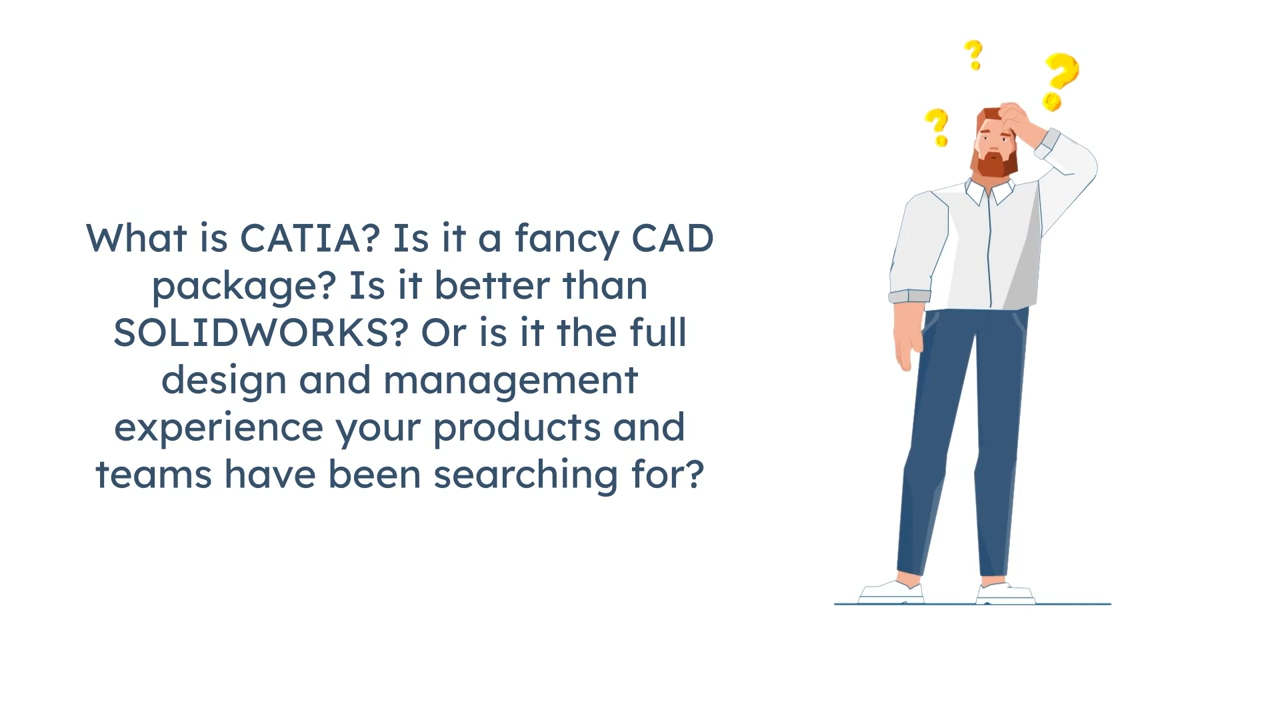 What is CATIA? Is it a fancy CAD
package? Is it better than
SOLIDWORKS? Or is it the full
design and management
experience your products and
teams have been searching for?